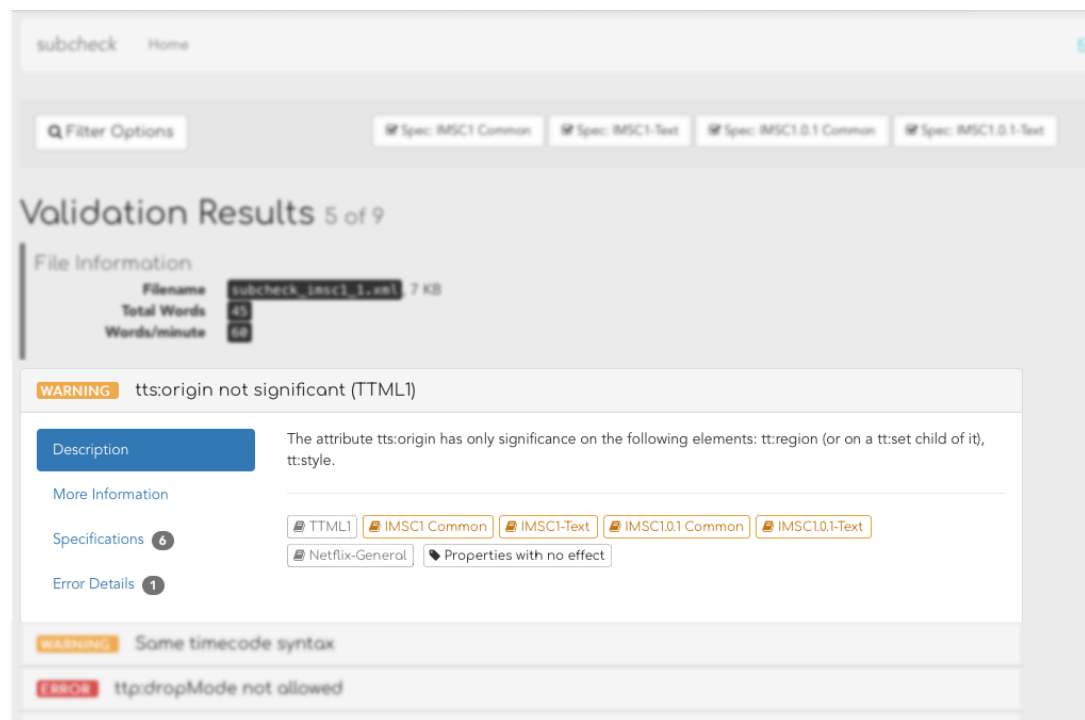 subcheck Home
Filter Options Spec: IMSC1 Common Spec: IMSC1-Text Spec: IMSC1.0.1 Common Spec: IMSC1.0.1-Text
Validation Results 5 of 9
File Information
Filename subcheck_imsc1_1.xml, 7 KB
Total Words 45
Words/minute 60
WARNING tts:origin not significant (TTML1)
Description
The attribute tts:origin has only significance on the following elements: tt:region (or on a tt:set child of it),
tt:style.
More Information
TTML1 IMSC1 Common IMSC1-Text IMSC1.0.1 Common IMSC1.0.1-Text
Specifications 6
Netflix-General Properties with no effect
Error Details 1
WARNING Same timecode syntax
ERROR ttp:dropMode not allowed